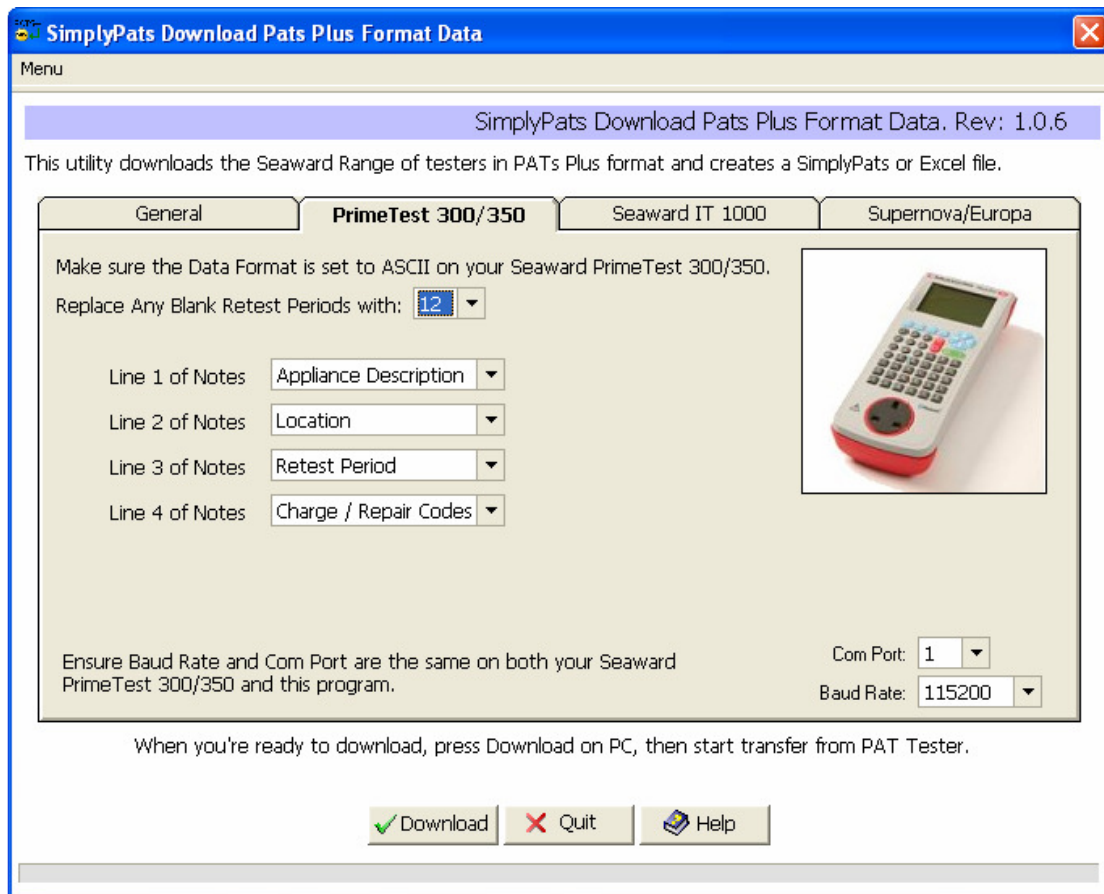 SimplyPats Download Pats Plus Format Data
Menu
SimplyPats Download Pats Plus Format Data. Rev: 1.0.6
This utility downloads the Seaward Range of testers in PATs Plus format and creates a SimplyPats or Excel file.
General
PrimeTest 300/350
Seaward IT 1000
Supernova/Europa
Make sure the Data Format is set to ASCII on your Seaward PrimeTest 300/350.
Replace Any Blank Retest Periods with: 12
Line 1 of Notes Appliance Description
Line 2 of Notes Location
Line 3 of Notes Retest Period
Line 4 of Notes Charge / Repair Codes
Ensure Baud Rate and Com Port are the same on both your Seaward
PrimeTest 300/350 and this program.
Com Port: 1
Baud Rate: 115200
When you're ready to download, press Download on PC, then start transfer from PAT Tester.
Download
Quit
Help